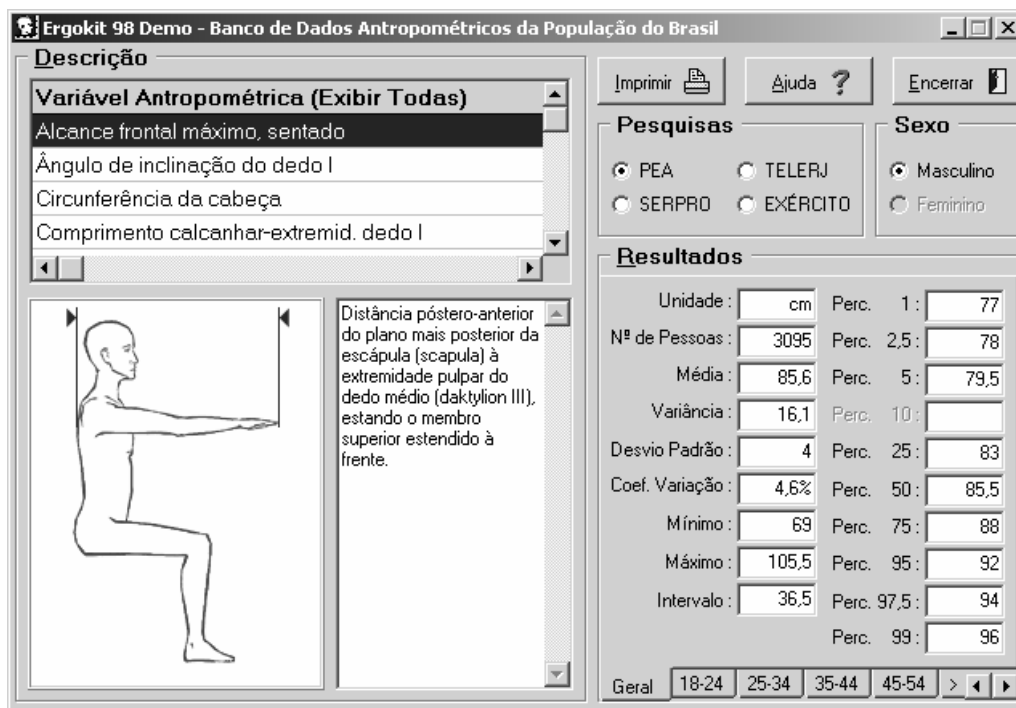 Ergokit 98 Demo - Banco de Dados Antropométricos da População do Brasil
Descrição
Variável Antropométrica (Exibir Todas)
Alcance frontal máximo, sentado
Ângulo de inclinação do dedo I
Circunferência da cabeça
Comprimento calcanhar-extremid. dedo I
Distância póstero-anterior
do plano mais posterior da
escápula (scapula) à
extremidade pulpar do
dedo médio (daktylion III),
estando o membro
superior estendido à
frente.
Imprimir Ajuda ? Encerrar
Pesquisas
PEA TELERJ
SERPRO EXÉRCITO
Sexo
Masculino
Feminino
Resultados
Unidade : cm Perc. 1 : 77
Nº de Pessoas : 3095 Perc. 2,5 : 78
Média : 85,6 Perc. 5 : 79,5
Variância : 16,1 Perc. 10 :
Desvio Padrão : 4 Perc. 25 : 83
Coef. Variação : 4,6% Perc. 50 : 85,5
Mínimo : 69 Perc. 75 : 88
Máximo : 105,5 Perc. 95 : 92
Intervalo : 36,5 Perc. 97,5 : 94
Perc. 99 : 96
Geral 18-24 25-34 35-44 45-54 >